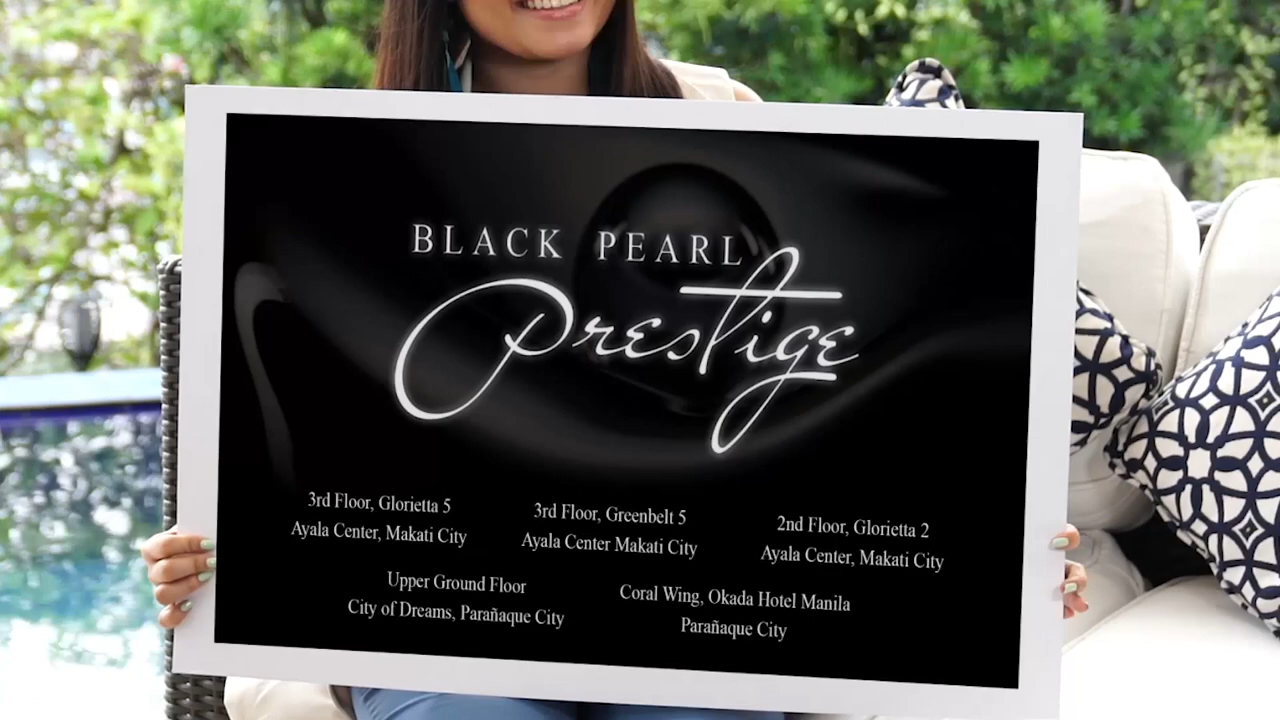 BLACK PEARL
Prestige
3rd Floor, Glorietta 5
Ayala Center, Makati City
3rd Floor, Greenbelt 5
Ayala Center Makati City
2nd Floor, Glorietta 2
Ayala Center, Makati City
Upper Ground Floor
City of Dreams, Parañaque City
Coral Wing, Okada Hotel Manila
Parañaque City